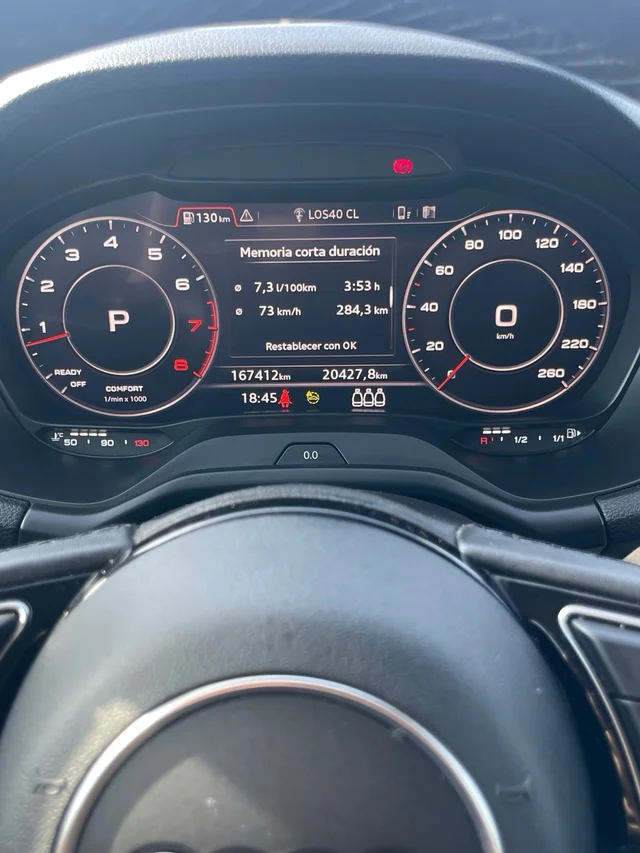 130 km
LOS40 CL
Memoria corta duración
ø 7,3 l/100km 3:53 h
ø 73 km/h 284,3 km
Restablecer con OK
167412km 20427,8km
18:45
1 2 3 4 5 6 7 8
P
READY
OFF
COMFORT
1/min x 1000
20 40 60 80 100 120 140 180 220 260
0
km/h
0
°C 50 90 130
0.0
R 1/2 1/1